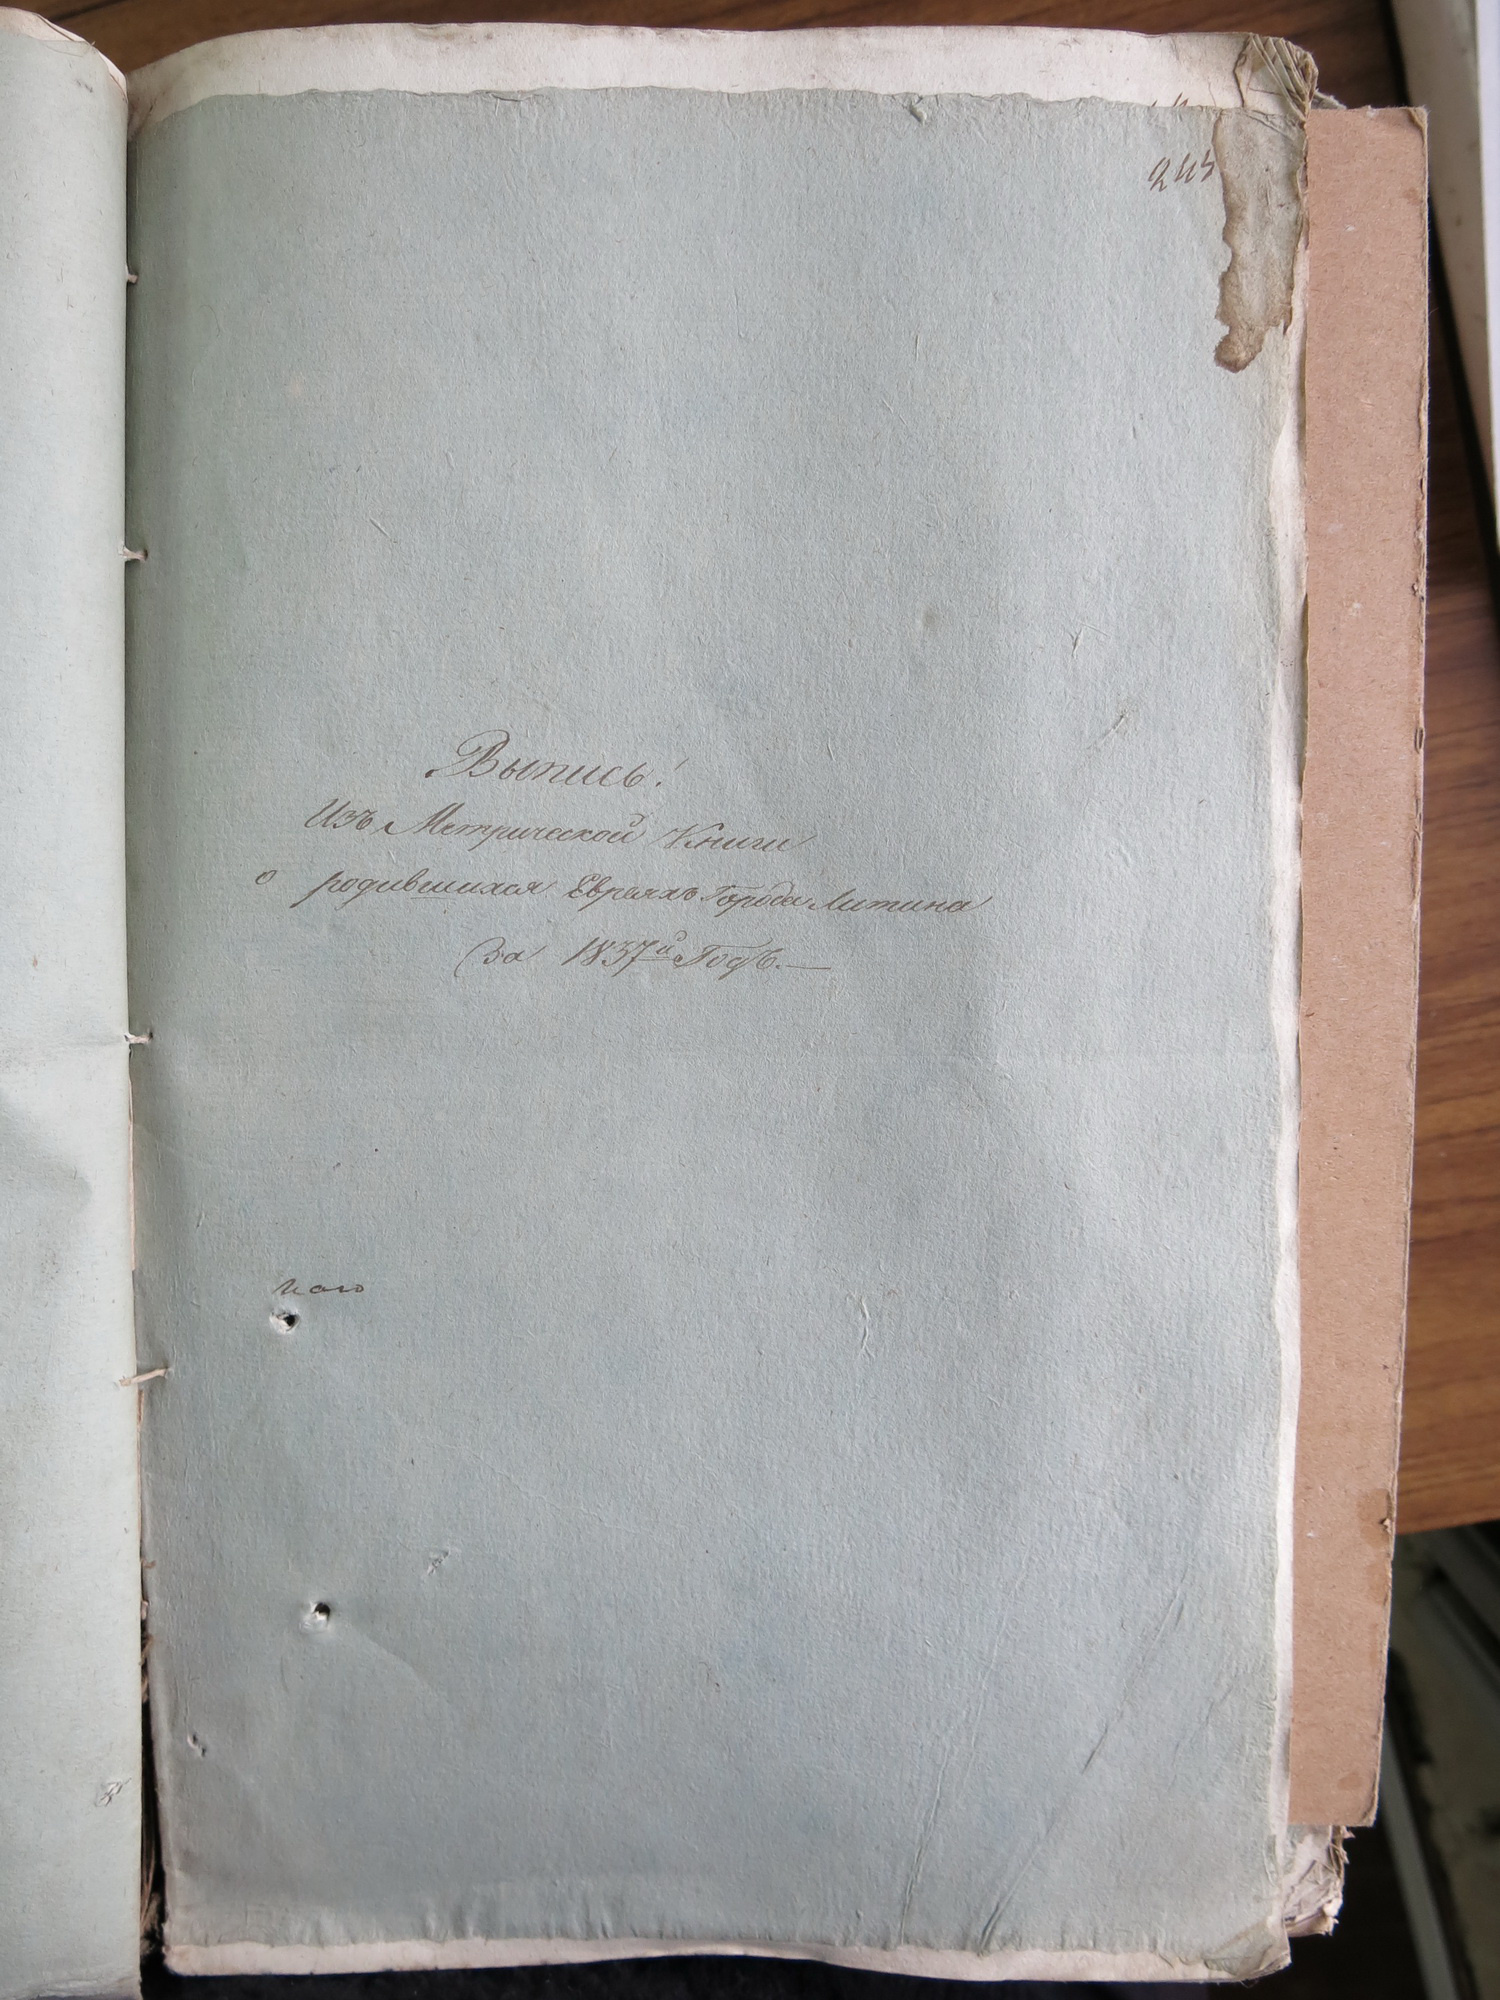 Выпись!
Изъ Метрической Книги
о родившихся Евреяхъ Города Литина
за 1837й Годъ.—